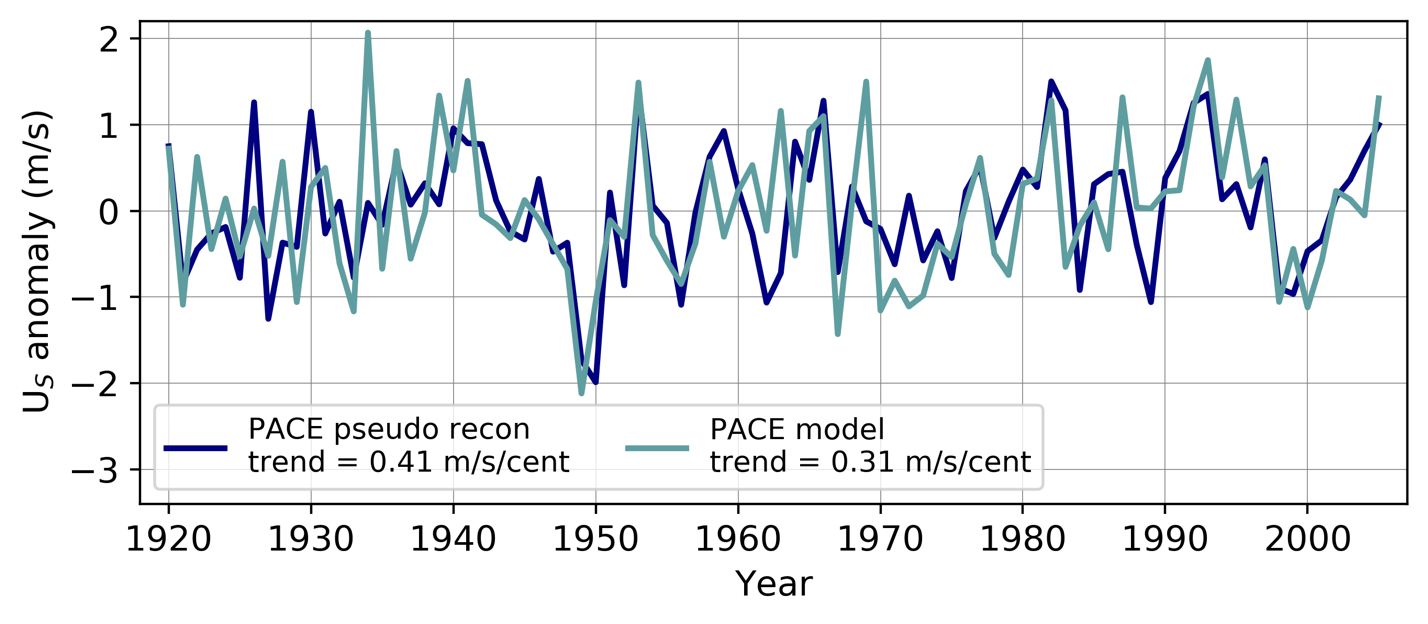 U_S anomaly (m/s)
2
1
0
−1
−2
−3
PACE pseudo recon
trend = 0.41 m/s/cent
PACE model
trend = 0.31 m/s/cent
1920 1930 1940 1950 1960 1970 1980 1990 2000
Year